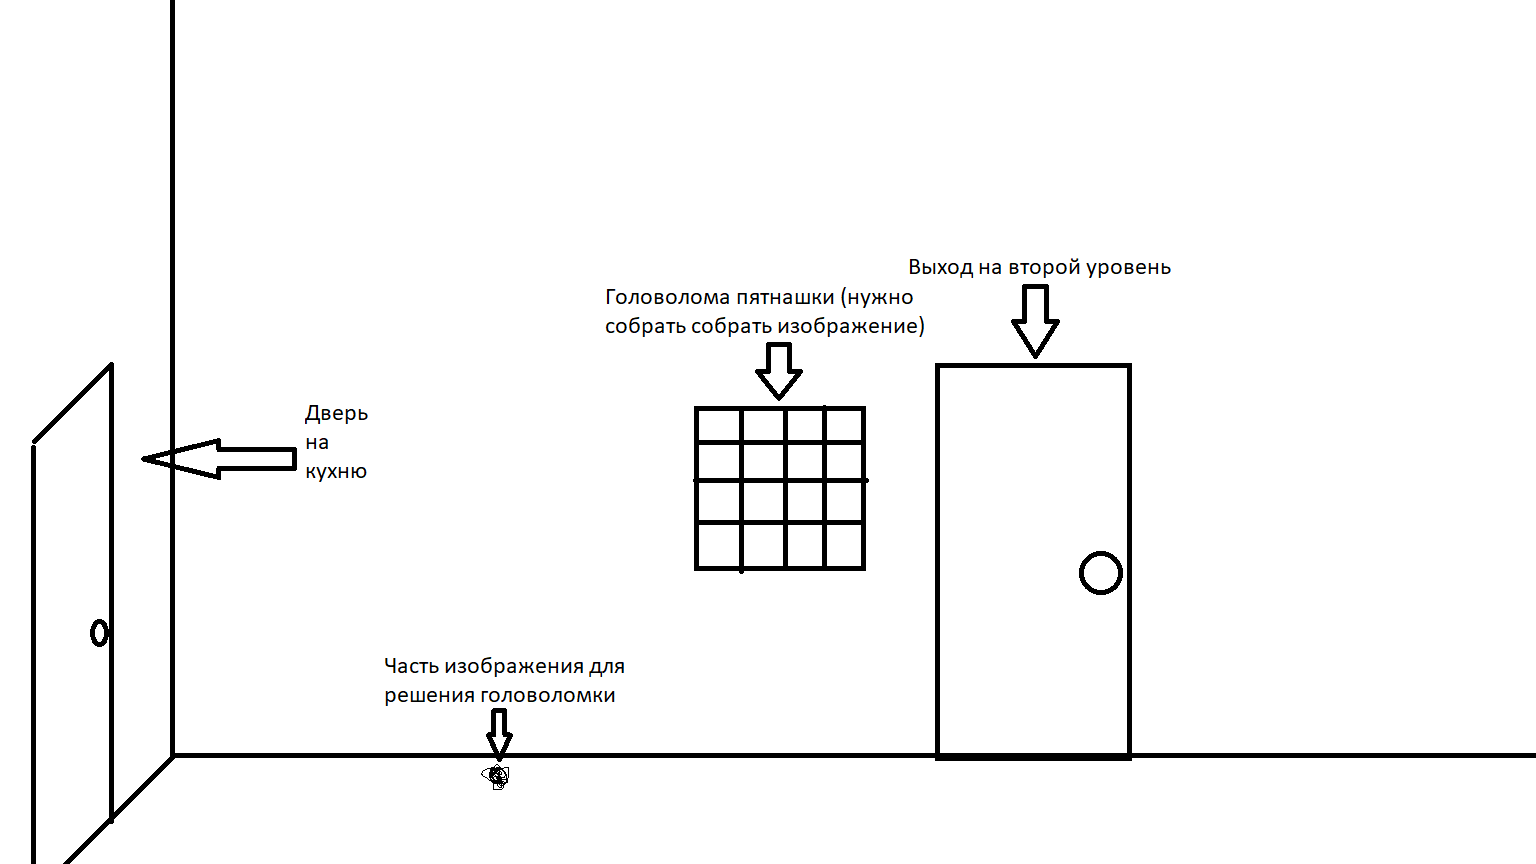 Выход на второй уровень
Головолома пятнашки (нужно
собрать собрать изображение)
Дверь
на
кухню
Часть изображения для
решения головоломки